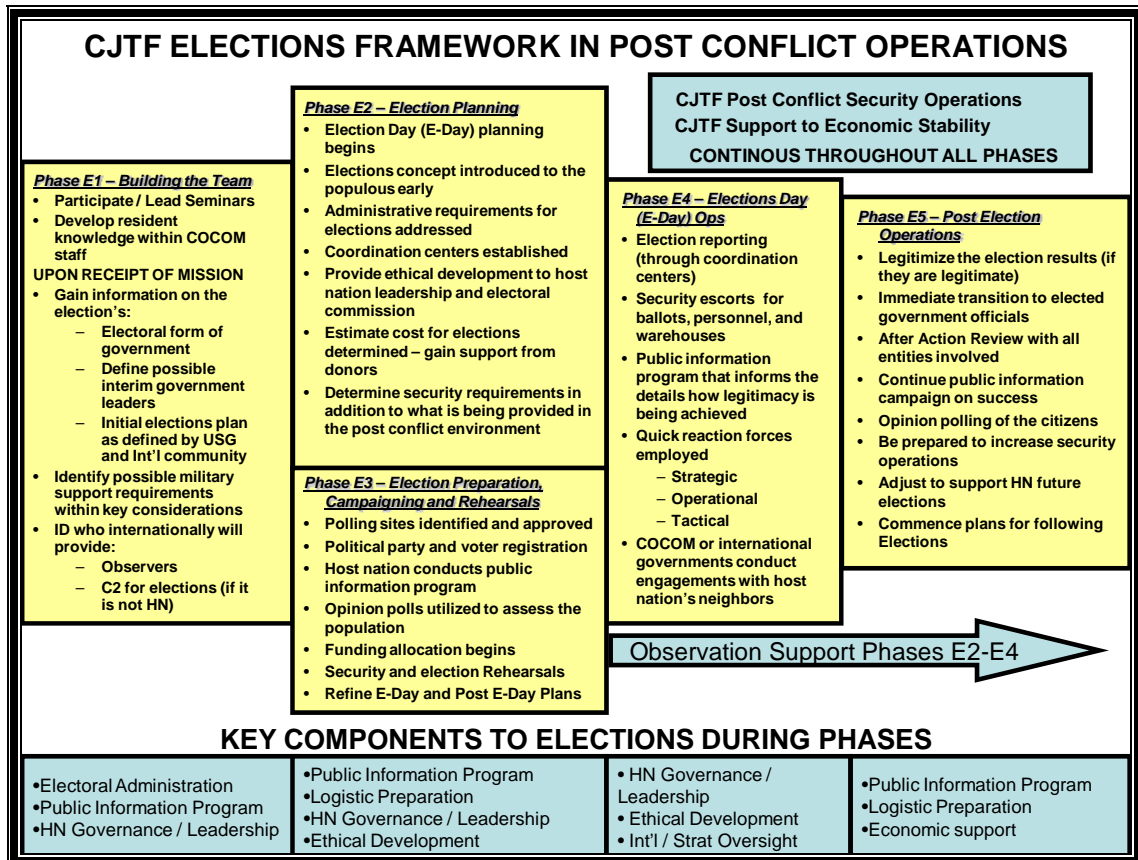 CJTF ELECTIONS FRAMEWORK IN POST CONFLICT OPERATIONS
CJTF Post Conflict Security Operations
CJTF Support to Economic Stability
CONTINOUS THROUGHOUT ALL PHASES
Phase E1 – Building the Team
• Participate / Lead Seminars
• Develop resident
knowledge within COCOM
staff
UPON RECEIPT OF MISSION
• Gain information on the
election's:
– Electoral form of
government
– Define possible
interim government
leaders
– Initial elections plan
as defined by USG
and Int'l community
• Identify possible military
support requirements
within key considerations
• ID who internationally will
provide:
– Observers
– C2 for elections (if it
is not HN)
Phase E2 – Election Planning
• Election Day (E-Day) planning
begins
• Elections concept introduced to the
populous early
• Administrative requirements for
elections addressed
• Coordination centers established
• Provide ethical development to host
nation leadership and electoral
commission
• Estimate cost for elections
determined – gain support from
donors
• Determine security requirements in
addition to what is being provided in
the post conflict environment
Phase E3 – Election Preparation,
Campaigning and Rehearsals
• Polling sites identified and approved
• Political party and voter registration
• Host nation conducts public
information program
• Opinion polls utilized to assess the
population
• Funding allocation begins
• Security and election Rehearsals
• Refine E-Day and Post E-Day Plans
Phase E4 – Elections Day
(E-Day) Ops
• Election reporting
(through coordination
centers)
• Security escorts for
ballots, personnel, and
warehouses
• Public information
program that informs the
details how legitimacy is
being achieved
• Quick reaction forces
employed
– Strategic
– Operational
– Tactical
• COCOM or international
governments conduct
engagements with host
nation's neighbors
Phase E5 – Post Election
Operations
• Legitimize the election results (if
they are legitimate)
• Immediate transition to elected
government officials
• After Action Review with all
entities involved
• Continue public information
campaign on success
• Opinion polling of the citizens
• Be prepared to increase security
operations
• Adjust to support HN future
elections
• Commence plans for following
Elections
Observation Support Phases E2-E4
KEY COMPONENTS TO ELECTIONS DURING PHASES
•Electoral Administration
•Public Information Program
•HN Governance / Leadership
•Public Information Program
•Logistic Preparation
•HN Governance / Leadership
•Ethical Development
• HN Governance /
Leadership
• Ethical Development
• Int'l / Strat Oversight
•Public Information Program
•Logistic Preparation
•Economic support